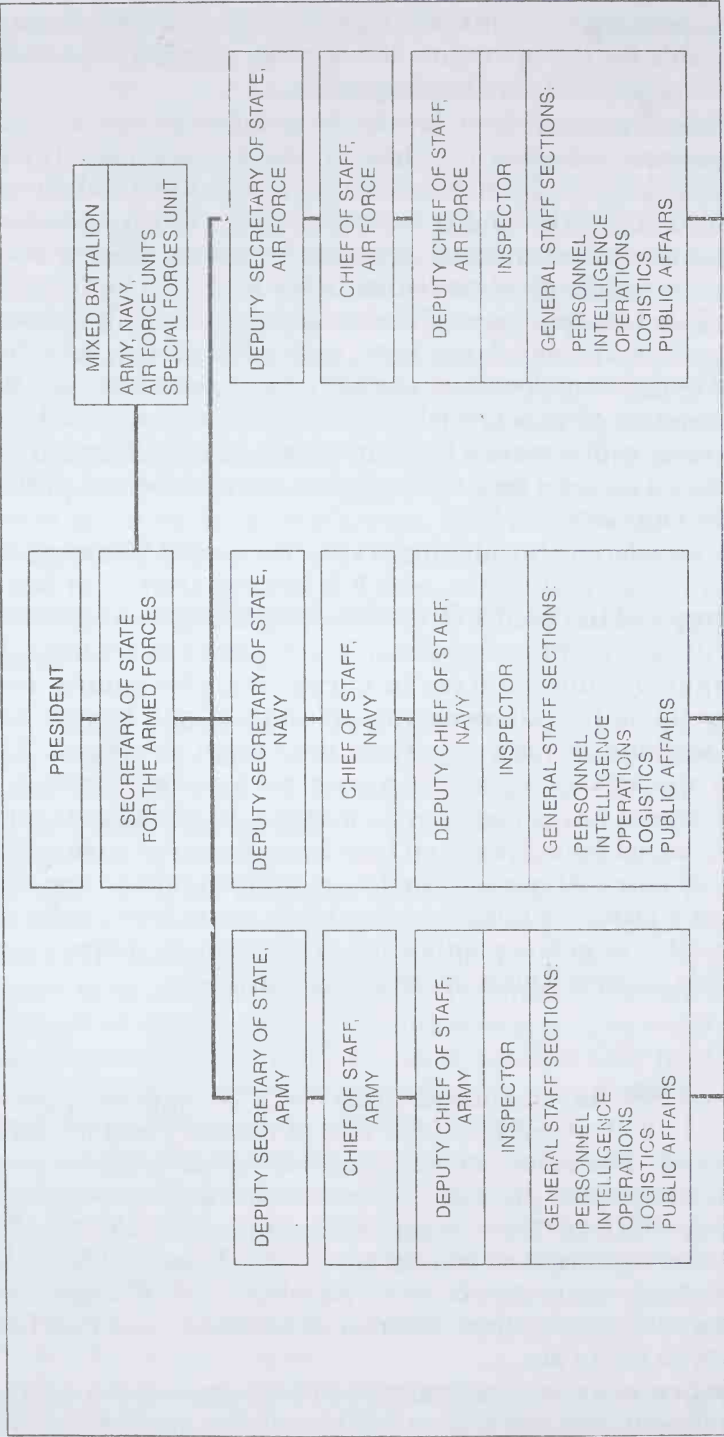 PRESIDENT
SECRETARY OF STATE
FOR THE ARMED FORCES
MIXED BATTALION
ARMY, NAVY,
AIR FORCE UNITS
SPECIAL FORCES UNIT
DEPUTY SECRETARY OF STATE,
ARMY
CHIEF OF STAFF,
ARMY
DEPUTY CHIEF OF STAFF,
ARMY
INSPECTOR
GENERAL STAFF SECTIONS:
PERSONNEL
INTELLIGENCE
OPERATIONS
LOGISTICS
PUBLIC AFFAIRS
DEPUTY SECRETARY OF STATE,
NAVY
CHIEF OF STAFF,
NAVY
DEPUTY CHIEF OF STAFF,
NAVY
INSPECTOR
GENERAL STAFF SECTIONS:
PERSONNEL
INTELLIGENCE
OPERATIONS
LOGISTICS
PUBLIC AFFAIRS
DEPUTY SECRETARY OF STATE,
AIR FORCE
CHIEF OF STAFF,
AIR FORCE
DEPUTY CHIEF OF STAFF,
AIR FORCE
INSPECTOR
GENERAL STAFF SECTIONS:
PERSONNEL
INTELLIGENCE
OPERATIONS
LOGISTICS
PUBLIC AFFAIRS